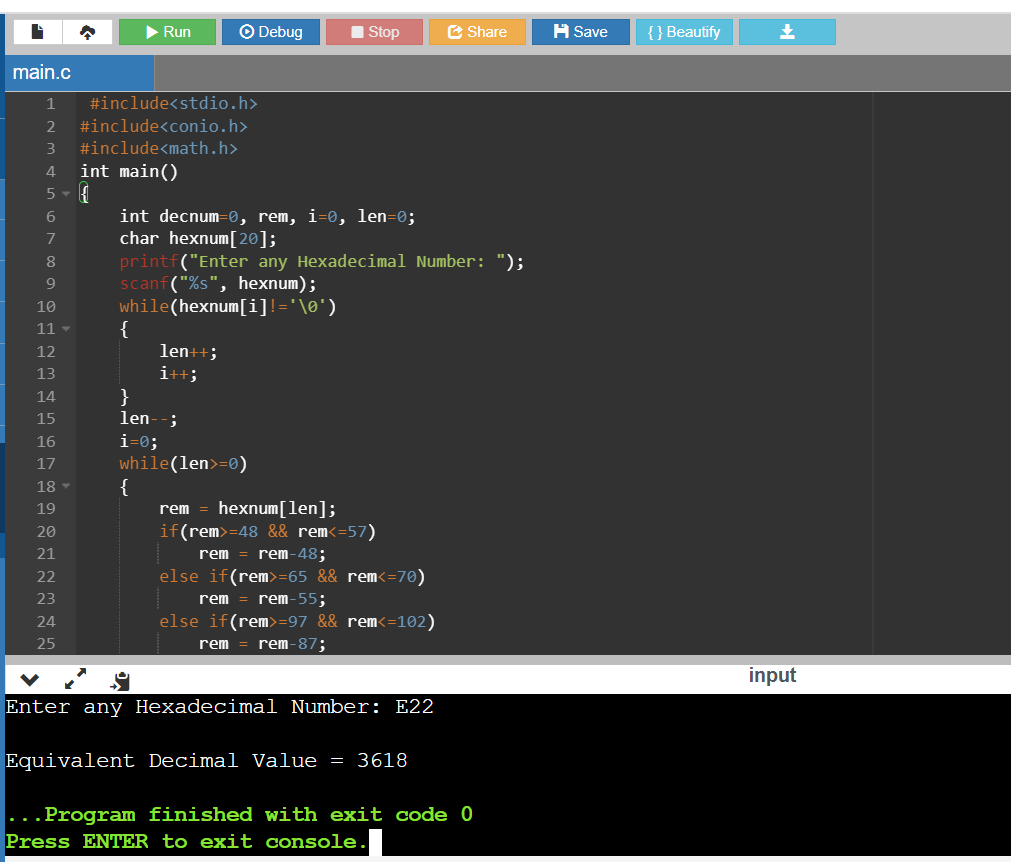 Run Debug Stop Share Save { } Beautify
main.c
1 #include<stdio.h>
2 #include<conio.h>
3 #include<math.h>
4 int main()
5 {
6 int decnum=0, rem, i=0, len=0;
7 char hexnum[20];
8 printf("Enter any Hexadecimal Number: ");
9 scanf("%s", hexnum);
10 while(hexnum[i]!='\0')
11 {
12 len++;
13 i++;
14 }
15 len--;
16 i=0;
17 while(len>=0)
18 {
19 rem = hexnum[len];
20 if(rem>=48 && rem<=57)
21 rem = rem-48;
22 else if(rem>=65 && rem<=70)
23 rem = rem-55;
24 else if(rem>=97 && rem<=102)
25 rem = rem-87;
input
Enter any Hexadecimal Number: E22
Equivalent Decimal Value = 3618
...Program finished with exit code 0
Press ENTER to exit console.